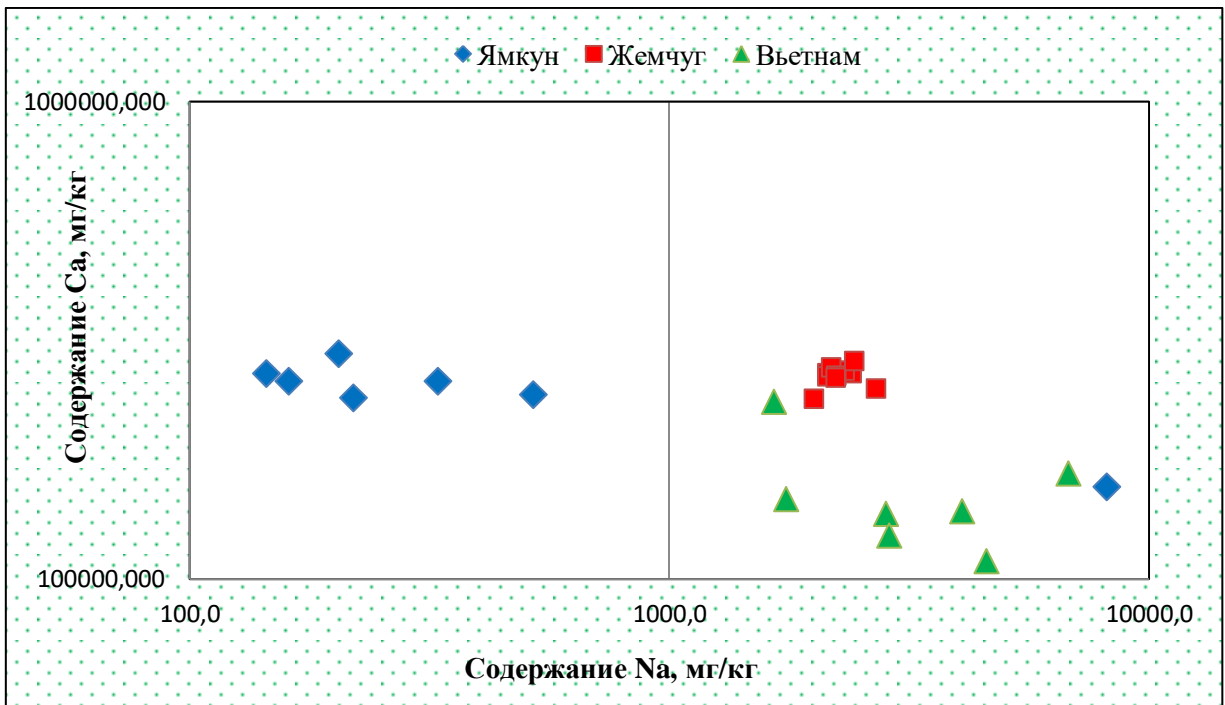 Ямкун Жемчуг Вьетнам
1000000,000
Содержание Ca, мг/кг
100000,000
100,0 1000,0 10000,0
Содержание Na, мг/кг